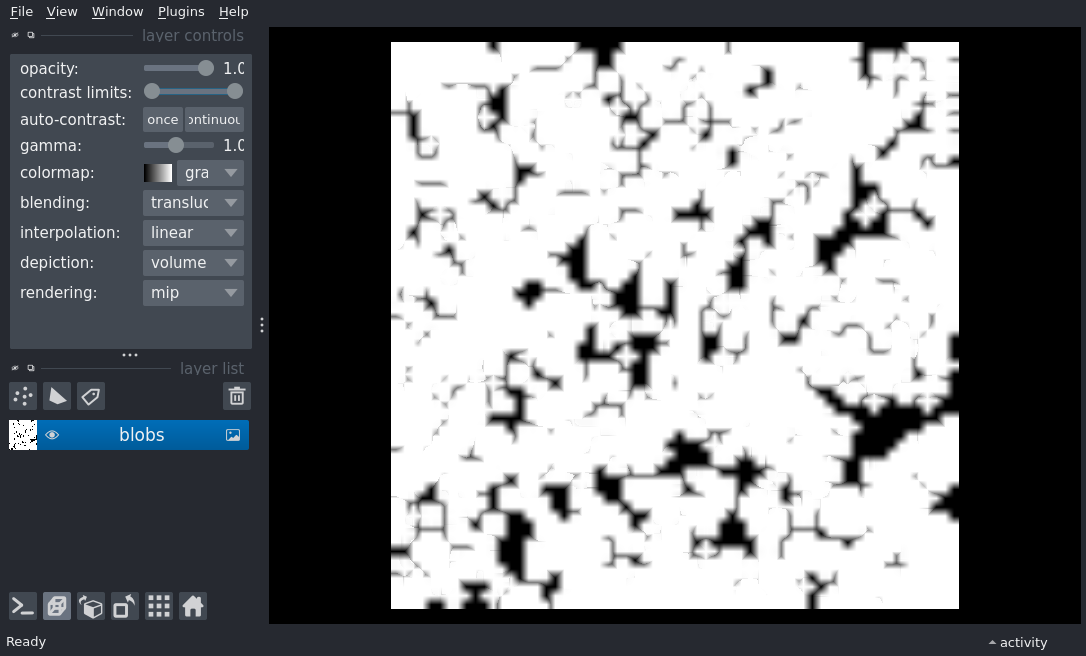 File View Window Plugins Help
layer controls
opacity: 1.0
contrast limits:
auto-contrast: once ontinuou
gamma: 1.0
colormap: gra
blending: transluc
interpolation: linear
depiction: volume
rendering: mip
layer list
blobs
Ready
activity